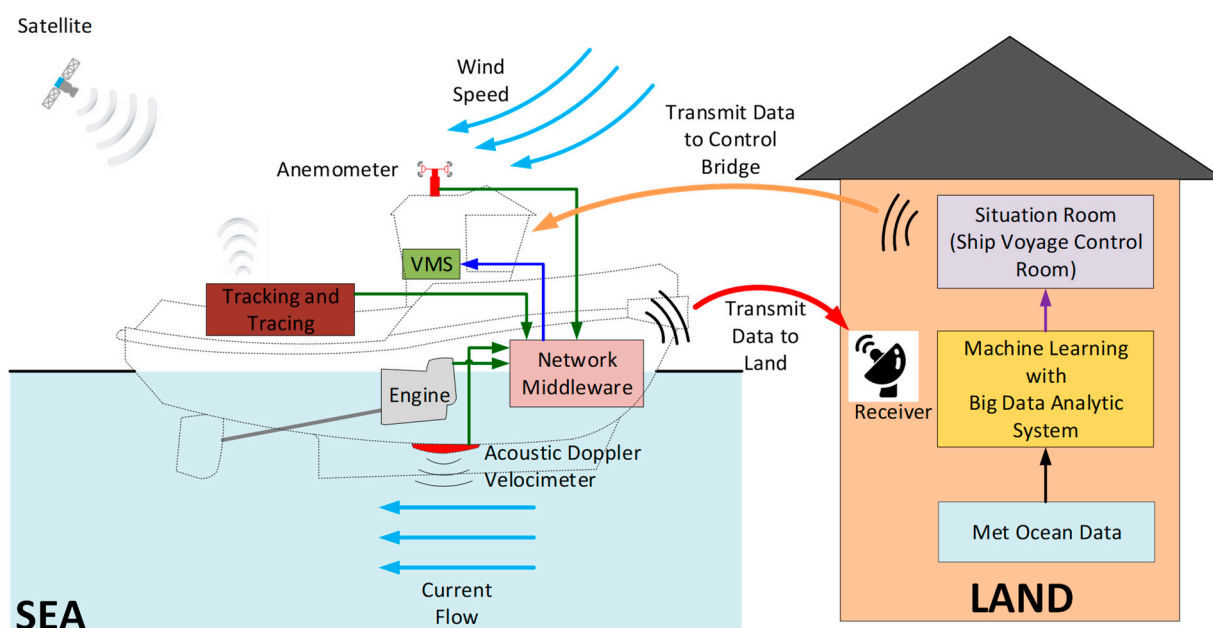 Satellite
Wind
Speed
Transmit Data
to Control
Bridge
Anemometer
VMS
Tracking and
Tracing
Engine
Network
Middleware
Acoustic Doppler
Velocimeter
Current
Flow
SEA
Transmit
Data to
Land
Receiver
Situation Room
(Ship Voyage Control
Room)
Machine Learning
with
Big Data Analytic
System
Met Ocean Data
LAND